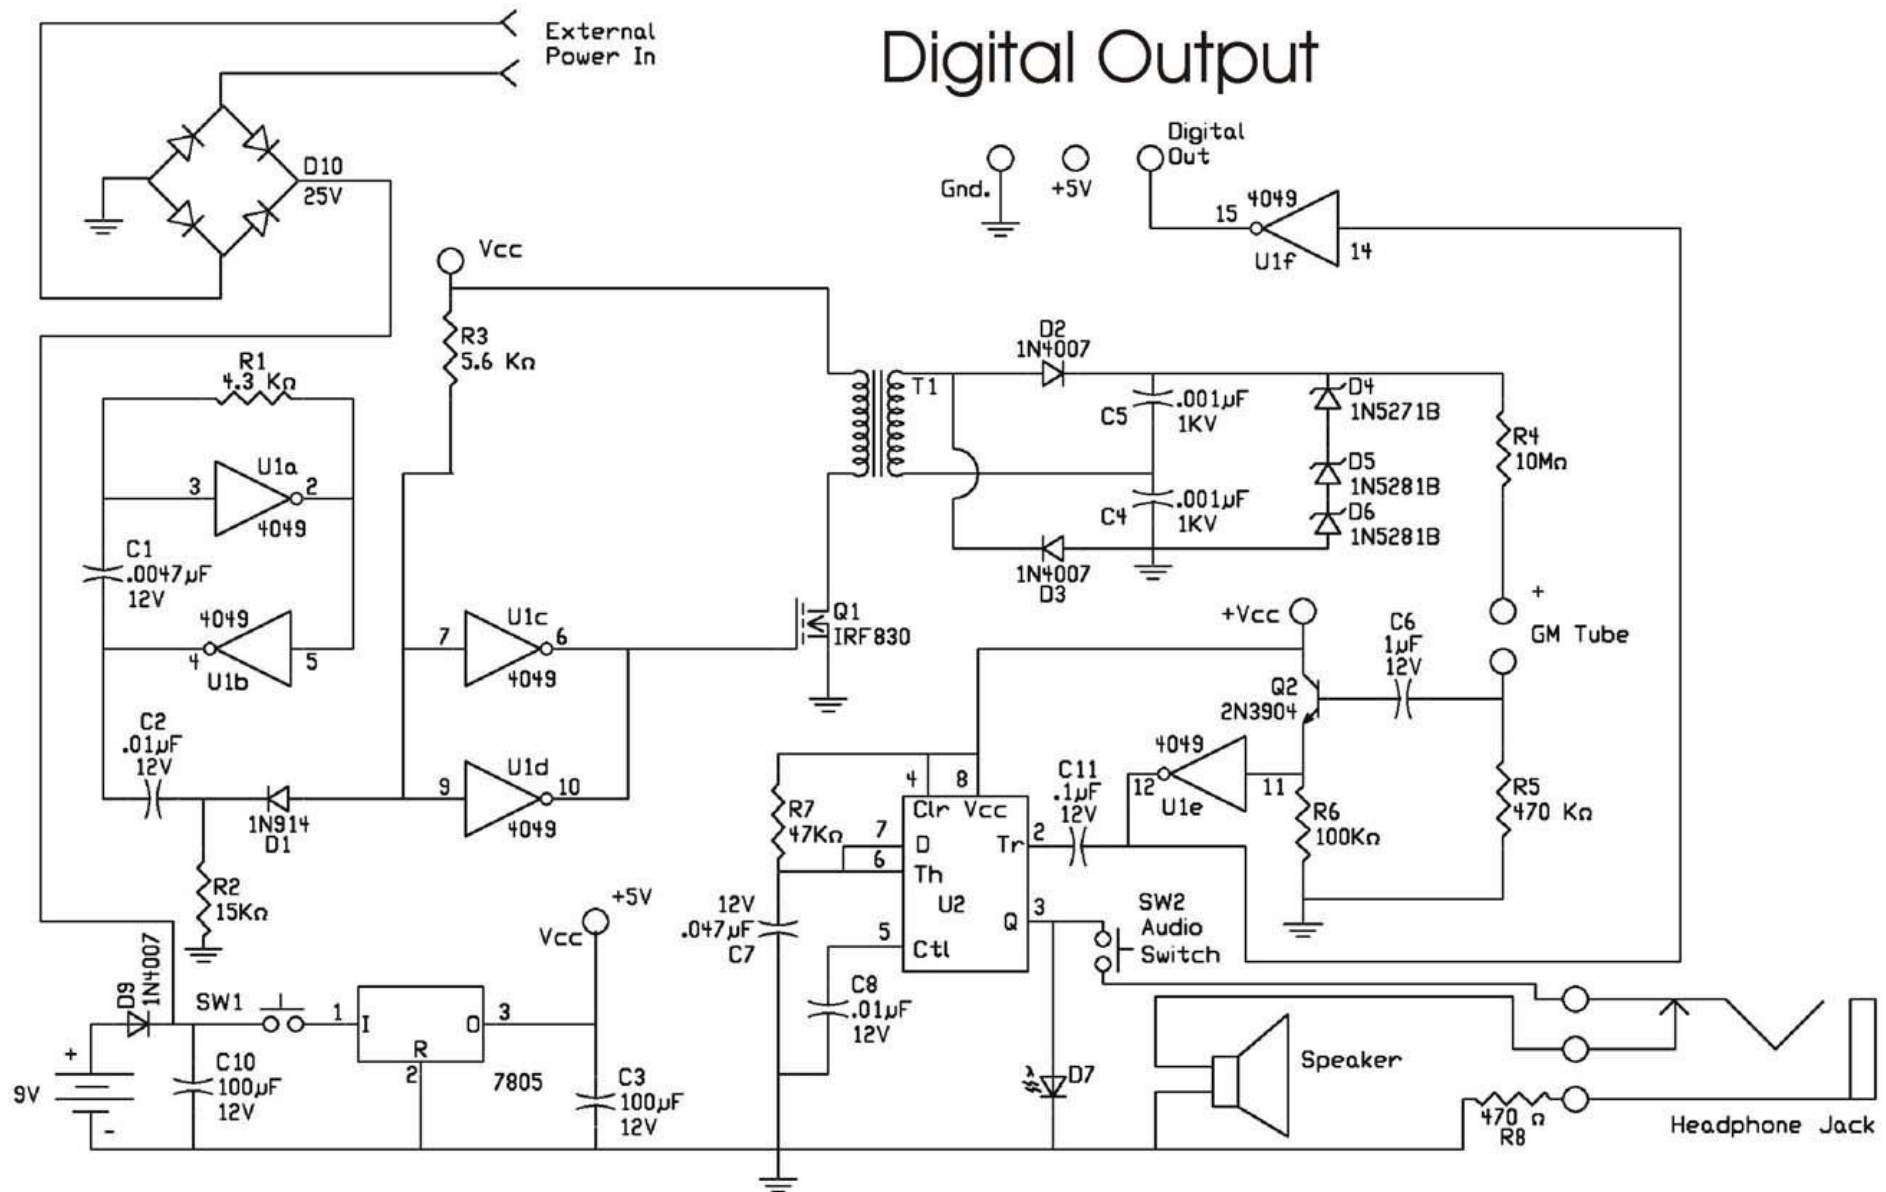 External
Power In
Digital Output
Digital
Out
Gnd.
+5V
4049
15
14
U1f
D10
25V
Vcc
R3
5.6 KΩ
R1
4.3 KΩ
U1a
3
2
4049
C1
.0047µF
12V
4049
4
5
U1b
C2
.01µF
12V
1N914
D1
R2
15KΩ
7
U1c
6
4049
9
U1d
10
4049
Q1
IRF830
T1
D2
1N4007
C5
.001µF
1KV
C4
.001µF
1KV
1N4007
D3
D4
1N5271B
D5
1N5281B
D6
1N5281B
R4
10MΩ
+
GM Tube
+Vcc
C6
1µF
12V
Q2
2N3904
4049
12
11
U1e
R6
100KΩ
R5
470 KΩ
C11
.1µF
12V
R7
47KΩ
4
8
Clr
Vcc
7
D
6
Th
Tr
2
U2
Q
3
5
Ctl
12V
.047µF
C7
C8
.01µF
12V
SW2
Audio
Switch
D7
Speaker
470 Ω
R8
Headphone Jack
D9
1N4007
SW1
1
I
O
3
R
2
7805
Vcc
+5V
C3
100µF
12V
C10
100µF
12V
+
9V
-